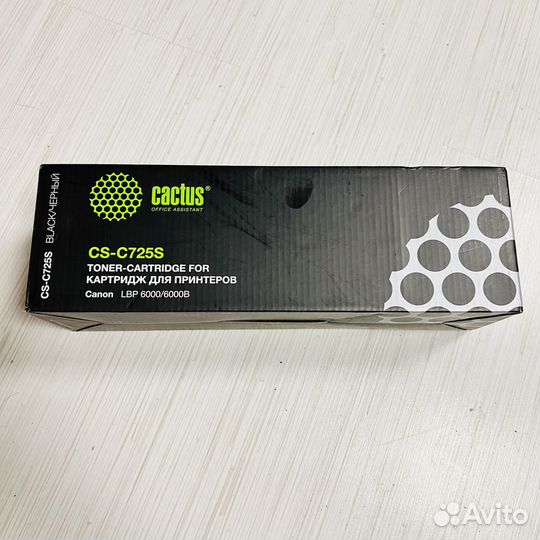 CS-C725S BLACK/ЧЕРНЫЙ
cactus®
OFFICE ASSISTANT
CS-C725S
TONER-CARTRIDGE FOR
КАРТРИДЖ ДЛЯ ПРИНТЕРОВ
Canon LBP 6000/6000B
Avito